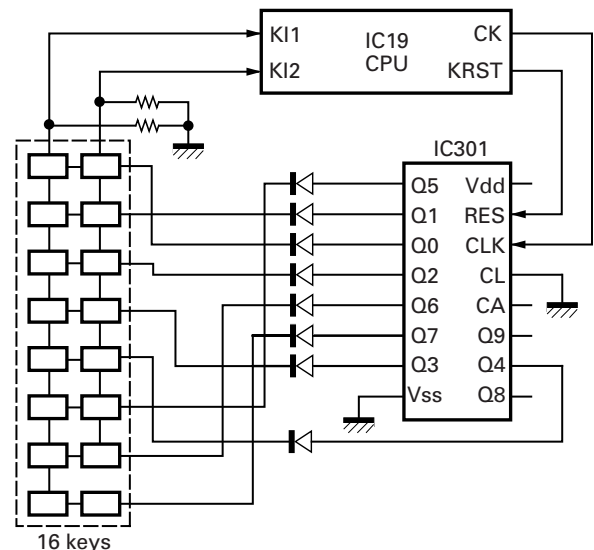 KI1
IC19
CK
KI2
CPU
KRST
IC301
Q5
Vdd
Q1
RES
Q0
CLK
Q2
CL
Q6
CA
Q7
Q9
Q3
Q4
Vss
Q8
16 keys